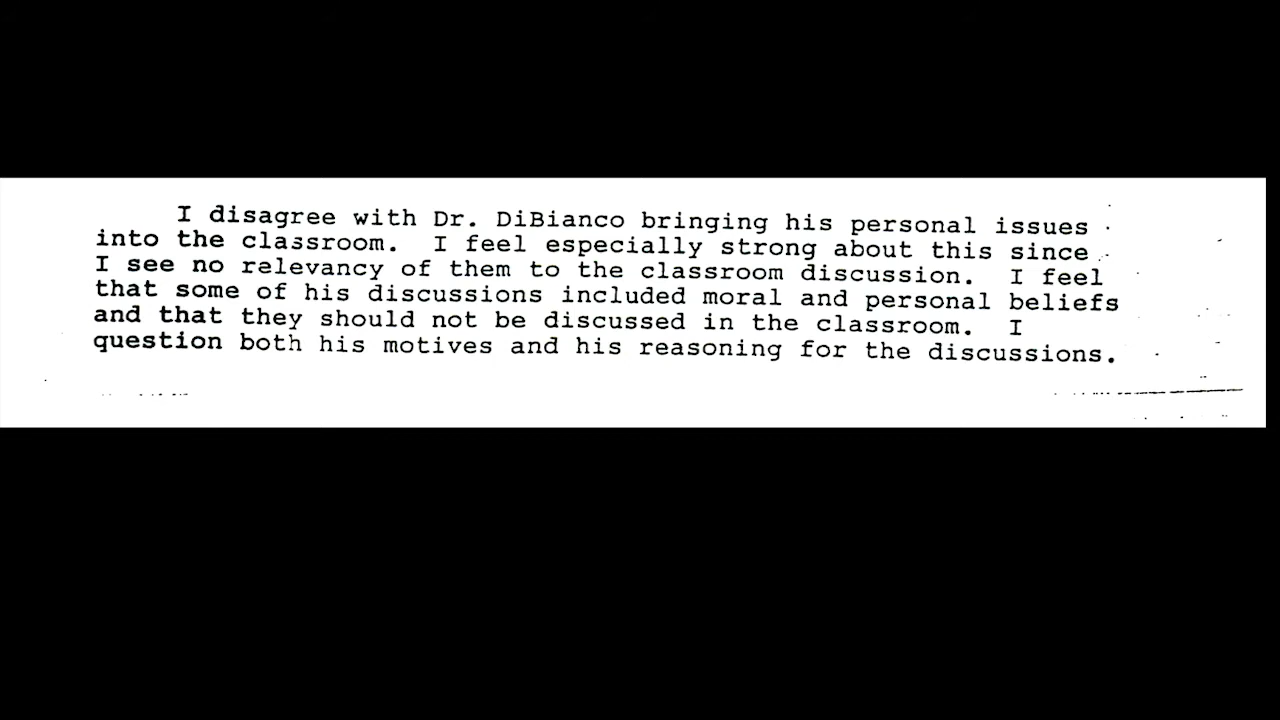 I disagree with Dr. DiBianco bringing his personal issues
into the classroom. I feel especially strong about this since
I see no relevancy of them to the classroom discussion. I feel
that some of his discussions included moral and personal beliefs
and that they should not be discussed in the classroom. I
question both his motives and his reasoning for the discussions.